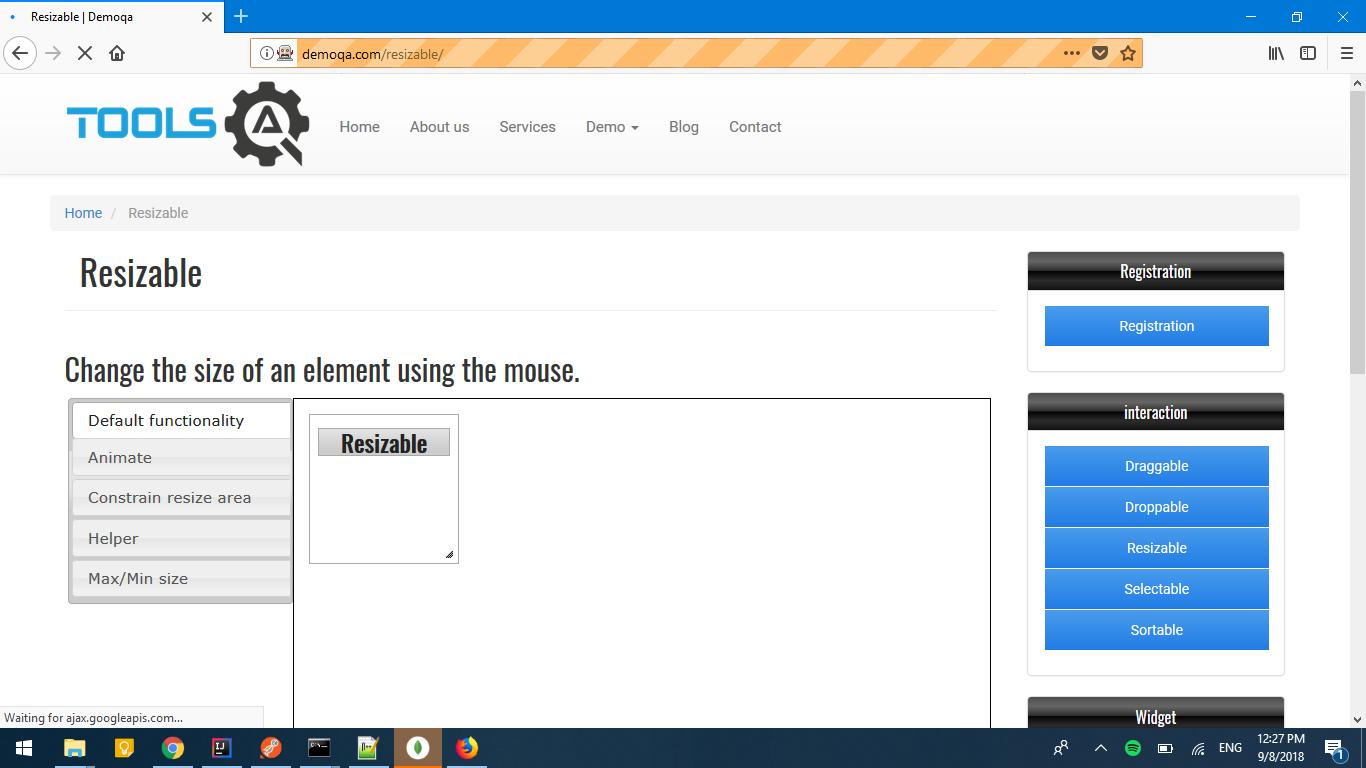 Resizable | Demoqa
demoqa.com/resizable/
TOOLS QA
Home About us Services Demo Blog Contact
Home / Resizable
Resizable
Change the size of an element using the mouse.
Default functionality
Animate
Constrain resize area
Helper
Max/Min size
Resizable
Registration
Registration
interaction
Draggable
Droppable
Resizable
Selectable
Sortable
Widget
Waiting for ajax.googleapis.com...
IJ
ENG
12:27 PM
9/8/2018
1